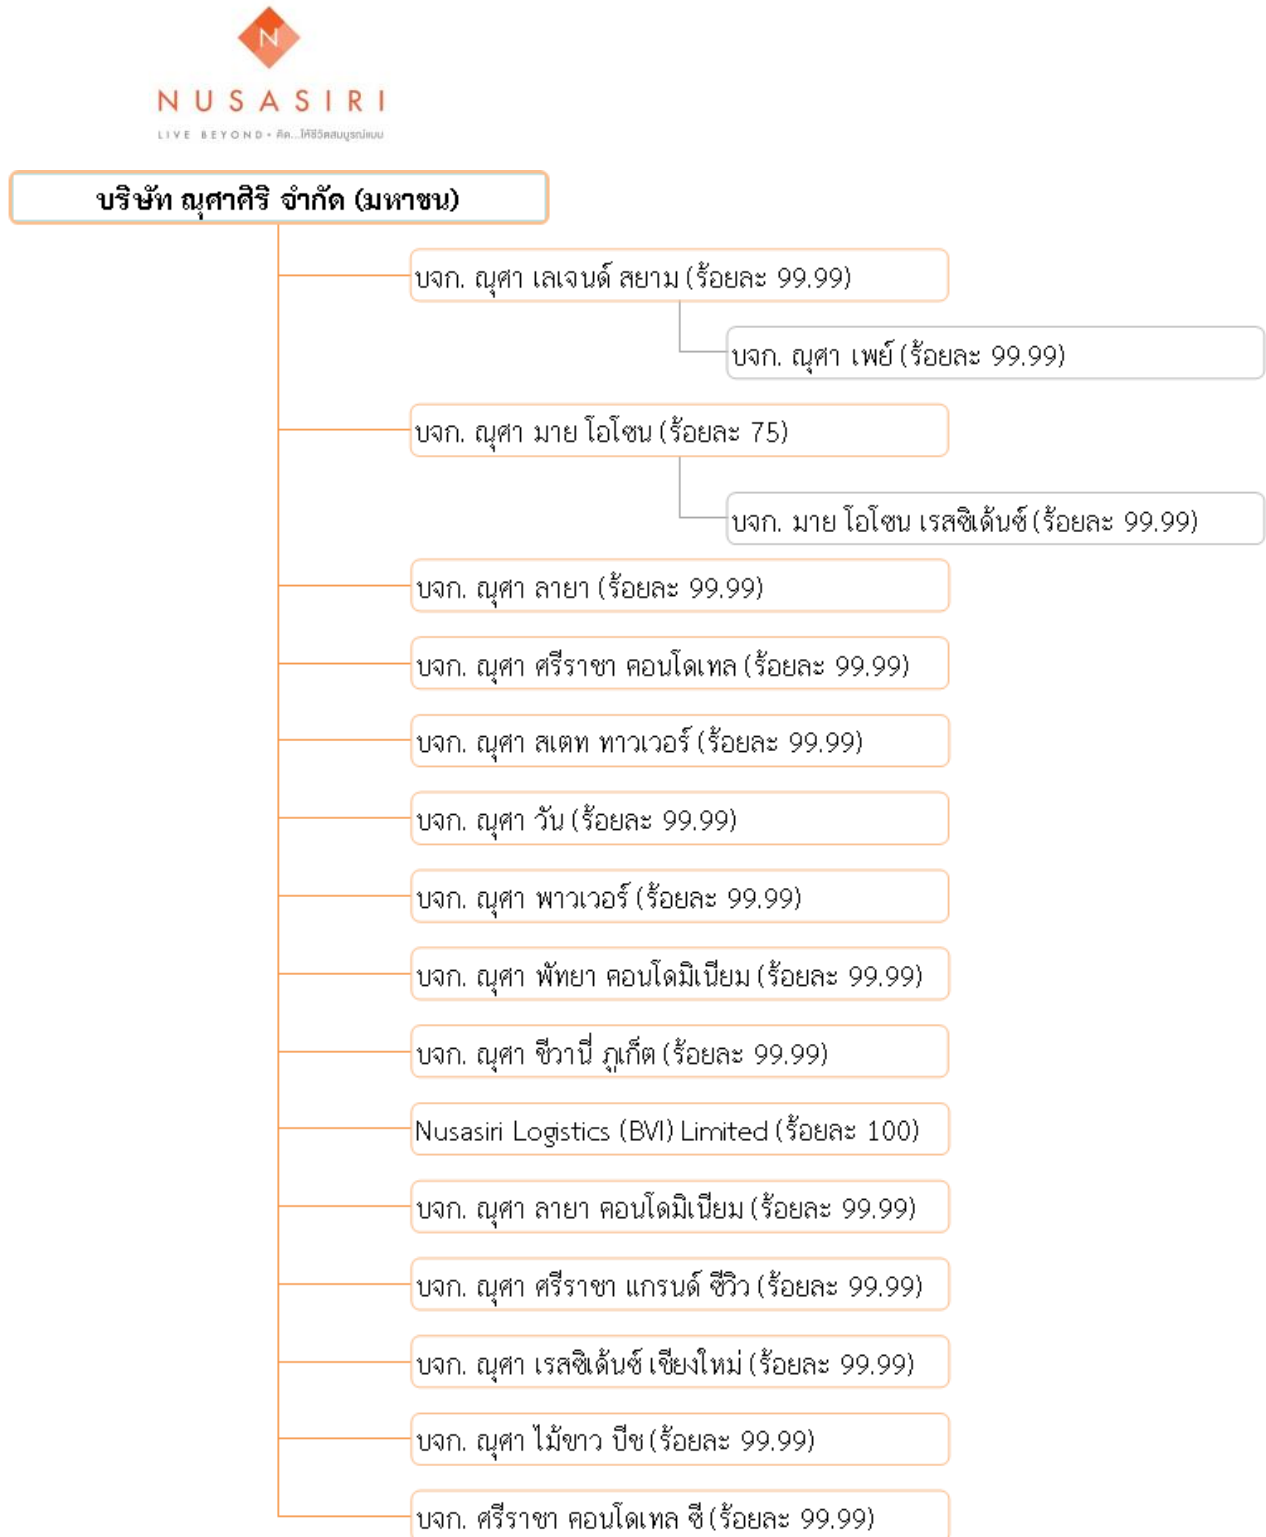 N
NUSASIRI
LIVE BEYOND • คิด...ให้ชีวิตสมบูรณ์แบบ
บริษัท ณุศาศิริ จำกัด (มหาชน)
บจก. ณุศา เลเจนด์ สยาม (ร้อยละ 99.99)
บจก. ณุศา เพย์ (ร้อยละ 99.99)
บจก. ณุศา มาย โอโซน (ร้อยละ 75)
บจก. มาย โอโซน เรสซิเด้นซ์ (ร้อยละ 99.99)
บจก. ณุศา ลายา (ร้อยละ 99.99)
บจก. ณุศา ศรีราชา คอนโดเทล (ร้อยละ 99.99)
บจก. ณุศา สเตท ทาวเวอร์ (ร้อยละ 99.99)
บจก. ณุศา วัน (ร้อยละ 99.99)
บจก. ณุศา พาวเวอร์ (ร้อยละ 99.99)
บจก. ณุศา พัทยา คอนโดมิเนียม (ร้อยละ 99.99)
บจก. ณุศา ชีวานี่ ภูเก็ต (ร้อยละ 99.99)
Nusasiri Logistics (BVI) Limited (ร้อยละ 100)
บจก. ณุศา ลายา คอนโดมิเนียม (ร้อยละ 99.99)
บจก. ณุศา ศรีราชา แกรนด์ ซีวิว (ร้อยละ 99.99)
บจก. ณุศา เรสซิเด้นซ์ เชียงใหม่ (ร้อยละ 99.99)
บจก. ณุศา ไม้ขาว บีช (ร้อยละ 99.99)
บจก. ศรีราชา คอนโดเทล ซี (ร้อยละ 99.99)